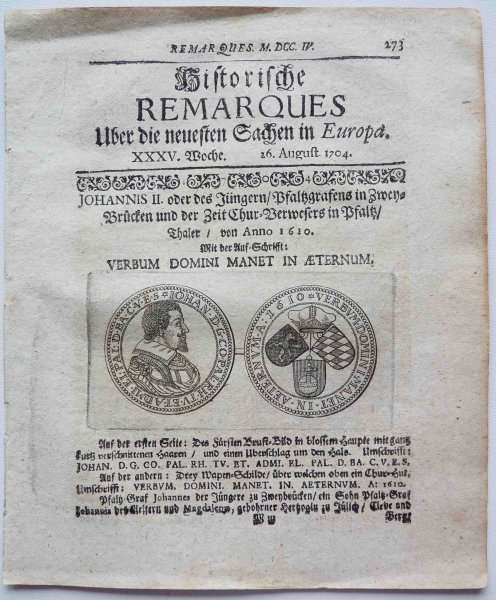 REMARQUES. M. DCC. IV. 273
Historische
REMARQUES
Uber die neuesten Sachen in Europa.
XXXV. Woche. 26. August. 1704.
JOHANNIS II. oder des Jüngern/ Pfaltzgrafens in Zwey-
Brücken und der Zeit Chur-Verwesers in Pfaltz/
Thaler / von Anno 1610.
Mit der Auf-Schrifft:
VERBUM DOMINI MANET IN ÆTERNUM.
Auf der ersten Seite: Des Fürsten Brust-Bild in blossem Haupte mit gantz
kurtz verschnittenen Haaren / und einen Uberschlag um den Hals. Umschrifft:
JOHAN. D. G. CO. PAL. RH. TV. ET. ADMI. EL. PAL. D. BA. C. V. E. S.
Auf der andern: Drey Wapen-Schilde/ über welchen oben ein Chur-Hut,
Umschrifft: VERBVM. DOMINI. MANET. IN. ÆTERNVM. A: 1610.
Pfaltz-Graf Johannes der Jüngere zu Zweybrücken/ ein Sohn Pfaltz-Graf
Johannis des Aeltern und Magdalenä, gebohrner Hertzogin zu Jülich/ Cleve und
M m Berg/